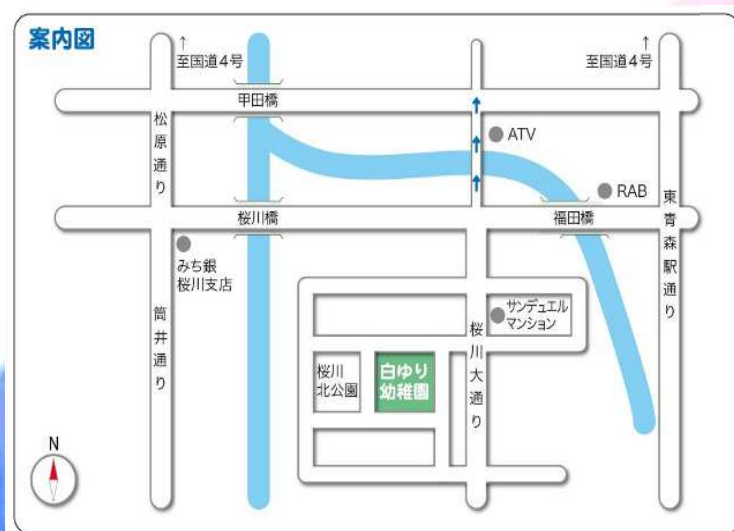 案内図
↑
至国道4号
↑
至国道4号
甲田橋
松原通り
ATV
RAB
桜川橋
福田橋
東青森駅通り
みち銀
桜川支店
筒井通り
サンデュエル
マンション
桜川大通り
桜川
北公園
白ゆり
幼稚園
N